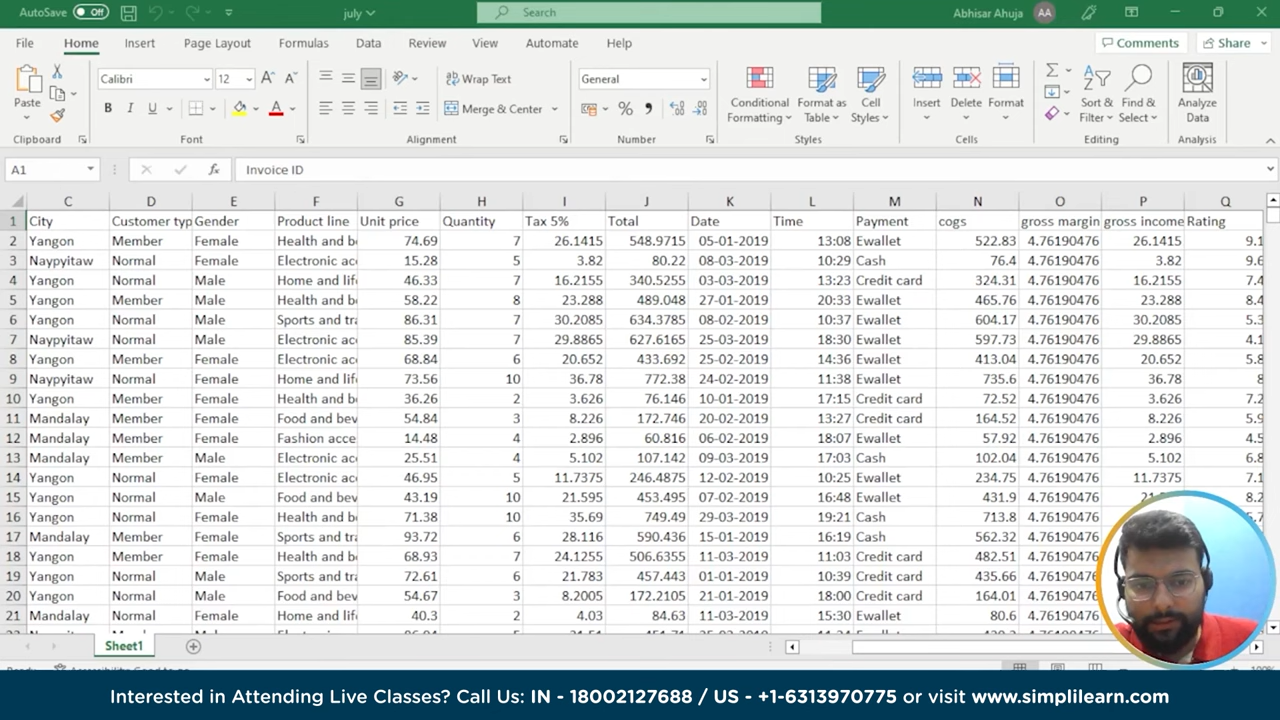 AutoSave Off july Search Abhisar Ahuja AA
File Home Insert Page Layout Formulas Data Review View Automate Help Comments Share
Calibri 12 Wrap Text General
Paste B I U Merge & Center % Conditional Formatting Format as Table Cell Styles Insert Delete Format Sort & Filter Find & Select Analyze Data
Clipboard Font Alignment Number Styles Cells Editing Analysis
A1 fx Invoice ID
C D E F G H I J K L M N O P Q
1 City Customer typ Gender Product line Unit price Quantity Tax 5% Total Date Time Payment cogs gross margin gross income Rating
2 Yangon Member Female Health and be 74.69 7 26.1415 548.9715 05-01-2019 13:08 Ewallet 522.83 4.76190476 26.1415 9.1
3 Naypyitaw Normal Female Electronic acc 15.28 5 3.82 80.22 08-03-2019 10:29 Cash 76.4 4.76190476 3.82 9.6
4 Yangon Normal Male Home and life 46.33 7 16.2155 340.5255 03-03-2019 13:23 Credit card 324.31 4.76190476 16.2155 7.4
5 Yangon Member Male Health and be 58.22 8 23.288 489.048 27-01-2019 20:33 Ewallet 465.76 4.76190476 23.288 8.4
6 Yangon Normal Male Sports and tra 86.31 7 30.2085 634.3785 08-02-2019 10:37 Ewallet 604.17 4.76190476 30.2085 5.3
7 Naypyitaw Normal Male Electronic acc 85.39 7 29.8865 627.6165 25-03-2019 18:30 Ewallet 597.73 4.76190476 29.8865 4.1
8 Yangon Member Female Electronic acc 68.84 6 20.652 433.692 25-02-2019 14:36 Ewallet 413.04 4.76190476 20.652 5.8
9 Naypyitaw Normal Female Home and life 73.56 10 36.78 772.38 24-02-2019 11:38 Ewallet 735.6 4.76190476 36.78 8
10 Yangon Member Female Health and be 36.26 2 3.626 76.146 10-01-2019 17:15 Credit card 72.52 4.76190476 3.626 7.2
11 Mandalay Member Female Food and bev 54.84 3 8.226 172.746 20-02-2019 13:27 Credit card 164.52 4.76190476 8.226 5.9
12 Mandalay Member Female Fashion acce 14.48 4 2.896 60.816 06-02-2019 18:07 Ewallet 57.92 4.76190476 2.896 4.5
13 Mandalay Member Male Electronic acc 25.51 4 5.102 107.142 09-03-2019 17:03 Cash 102.04 4.76190476 5.102 6.8
14 Yangon Normal Female Electronic acc 46.95 5 11.7375 246.4875 12-02-2019 10:25 Ewallet 234.75 4.76190476 11.7375 7.1
15 Yangon Normal Male Food and bev 43.19 10 21.595 453.495 07-02-2019 16:48 Ewallet 431.9 4.76190476 8.2
16 Yangon Normal Female Health and be 71.38 10 35.69 749.49 29-03-2019 19:21 Cash 713.8 4.76190476
17 Mandalay Member Female Sports and tra 93.72 6 28.116 590.436 15-01-2019 16:19 Cash 562.32 4.76190476
18 Yangon Member Female Health and be 68.93 7 24.1255 506.6355 11-03-2019 11:03 Credit card 482.51 4.76190476
19 Yangon Normal Male Sports and tra 72.61 6 21.783 457.443 01-01-2019 10:39 Credit card 435.66 4.76190476
20 Yangon Normal Male Food and bev 54.67 3 8.2005 172.2105 21-01-2019 18:00 Credit card 164.01 4.76190476
21 Mandalay Normal Female Home and life 40.3 2 4.03 84.63 11-03-2019 15:30 Ewallet 80.6 4.76190476
Sheet1
Interested in Attending Live Classes? Call Us: IN - 18002127688 / US - +1-6313970775 or visit www.simplilearn.com